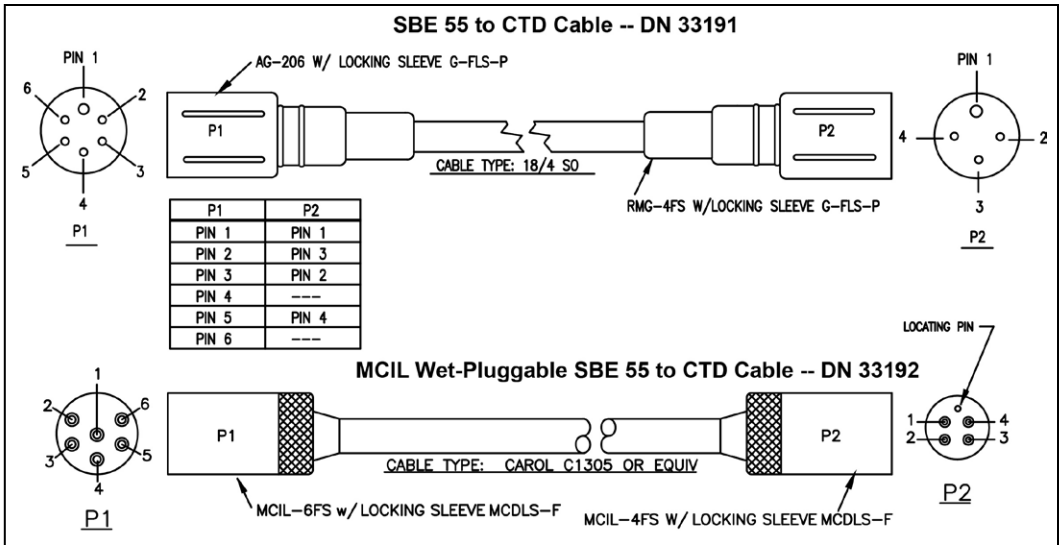 SBE 55 to CTD Cable -- DN 33191
PIN 1
6
2
5
3
4
P1
AG-206 W/ LOCKING SLEEVE G-FLS-P
P1
CABLE TYPE: 18/4 SO
P2
RMG-4FS W/LOCKING SLEEVE G-FLS-P
PIN 1
4
2
3
P2
P1 P2
PIN 1 PIN 1
PIN 2 PIN 3
PIN 3 PIN 2
PIN 4 ---
PIN 5 PIN 4
PIN 6 ---
MCIL Wet-Pluggable SBE 55 to CTD Cable -- DN 33192
1
2
6
3
5
4
P1
P1
CABLE TYPE: CAROL C1305 OR EQUIV
P2
MCIL-6FS w/ LOCKING SLEEVE MCDLS-F
MCIL-4FS W/ LOCKING SLEEVE MCDLS-F
LOCATING PIN
1
4
2
3
P2